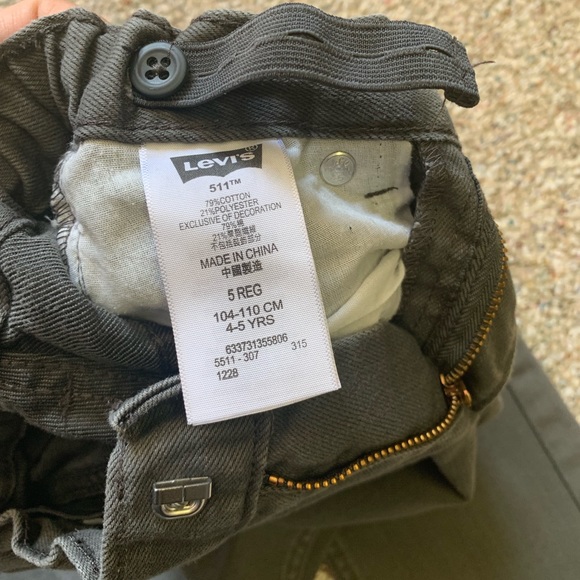 Levi's
511™
79%COTTON
21%POLYESTER
EXCLUSIVE OF DECORATION
79%棉
21%聚酯纖維
不包括裝飾部分
MADE IN CHINA
中國製造
5 REG
104-110 CM
4-5 YRS
633731355806
5511 - 307 315
1228